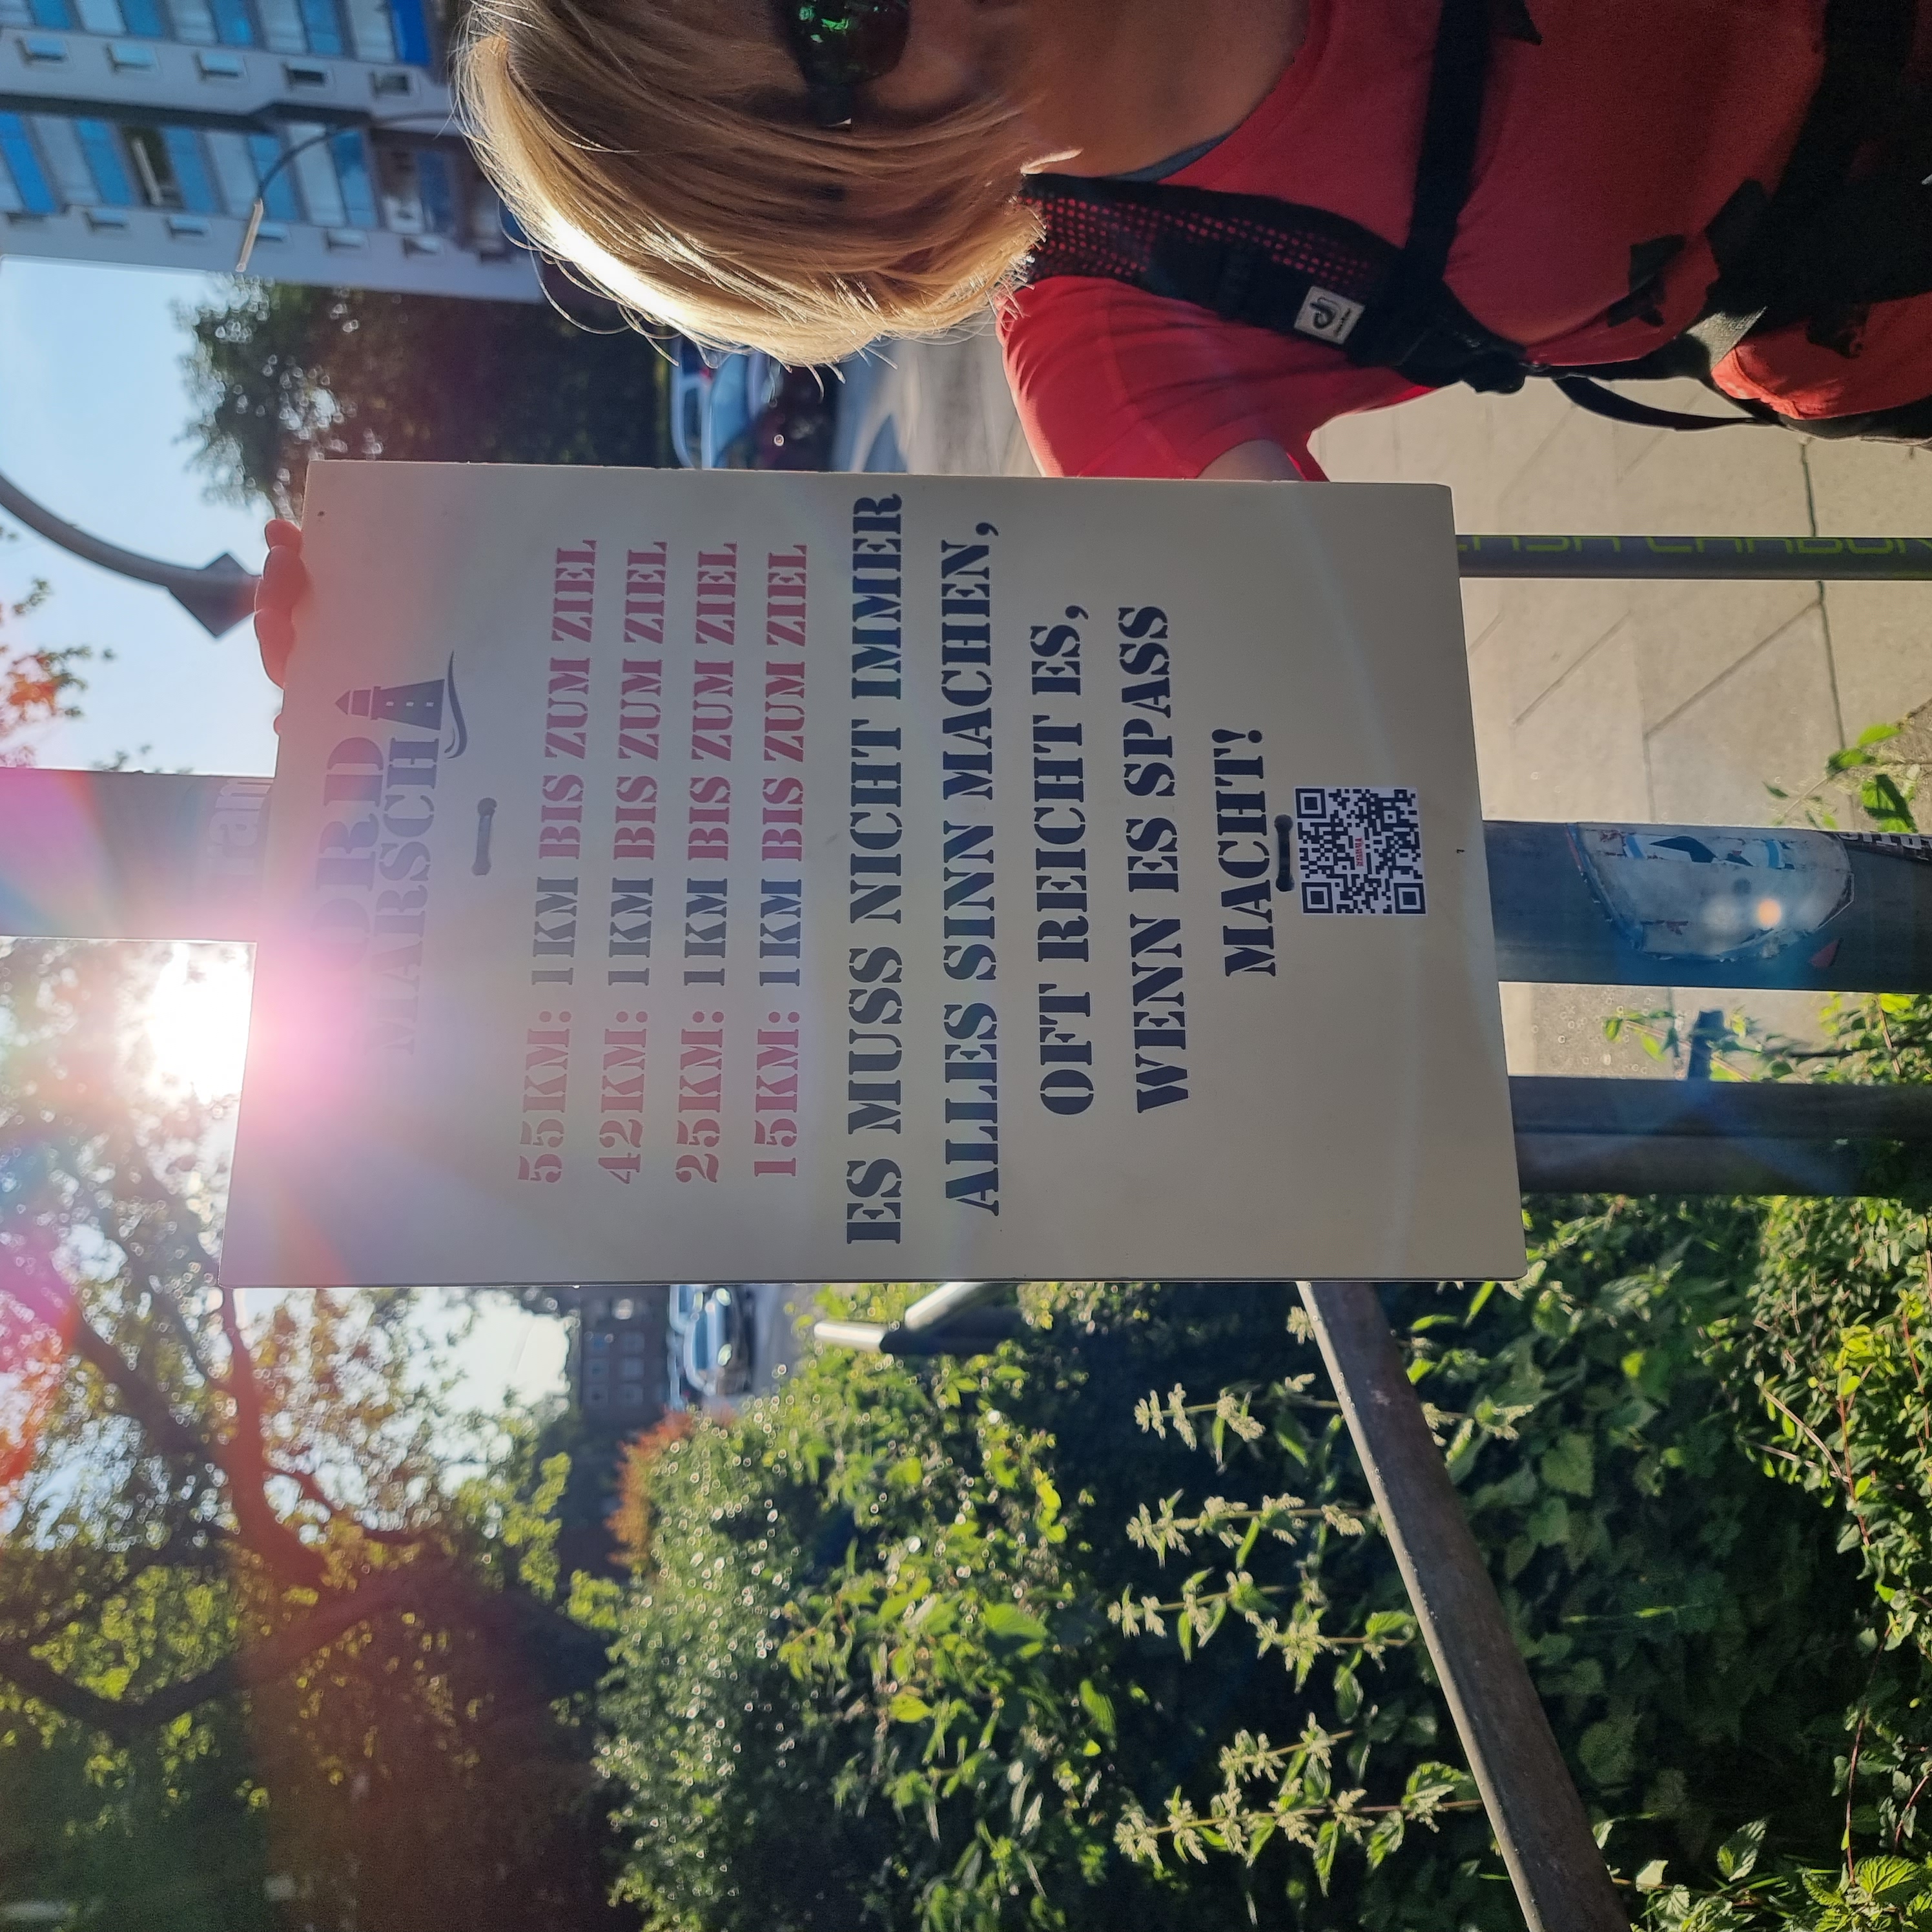 MARSCH
55KM: 1KM BIS ZUM ZIEL
42KM: 1KM BIS ZUM ZIEL
25KM: 1KM BIS ZUM ZIEL
15KM: 1KM BIS ZUM ZIEL
ES MUSS NICHT IMMER
ALLES SINN MACHEN,
OFT REICHT ES,
WENN ES SPASS
MACHT!